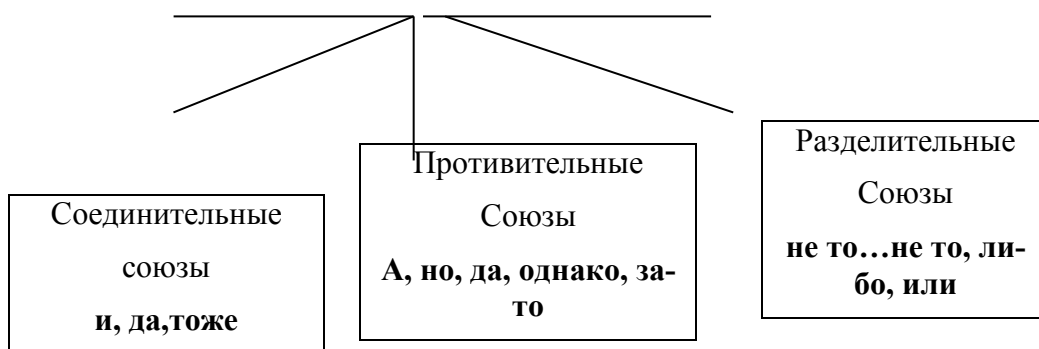 Соединительные
союзы
и, да,тоже
Противительные
Союзы
А, но, да, однако, за-
то
Разделительные
Союзы
не то…не то, ли-
бо, или